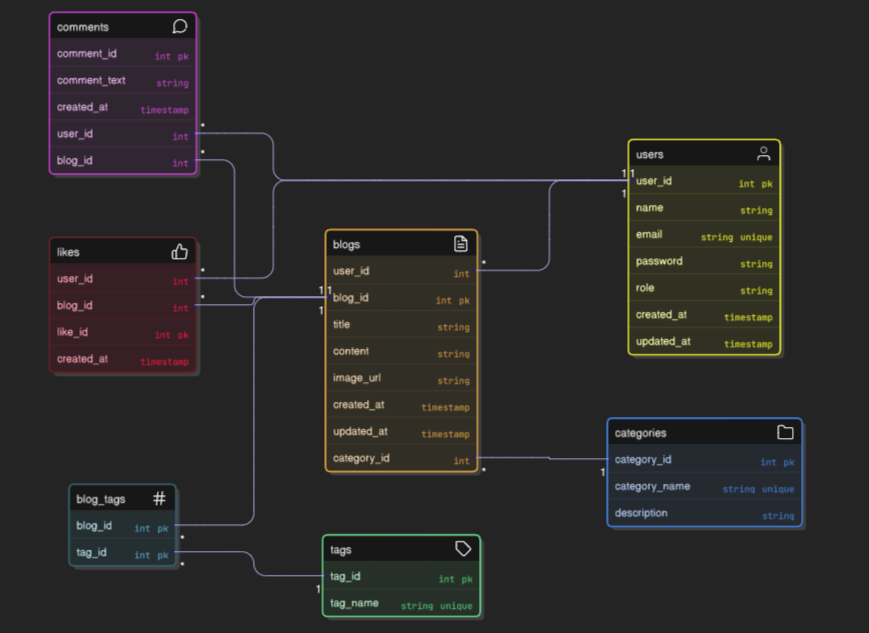 comments
comment_id int pk
comment_text string
created_at timestamp
user_id int
blog_id int
likes
user_id int
blog_id int
like_id int pk
created_at timestamp
blog_tags
blog_id int pk
tag_id int pk
blogs
user_id int
blog_id int pk
title string
content string
image_url string
created_at timestamp
updated_at timestamp
category_id int
tags
tag_id int pk
tag_name string unique
users
user_id int pk
name string
email string unique
password string
role string
created_at timestamp
updated_at timestamp
categories
category_id int pk
category_name string unique
description string
*
*
*
*
*
*
*
*
1 1
1
1 1
1
1
1